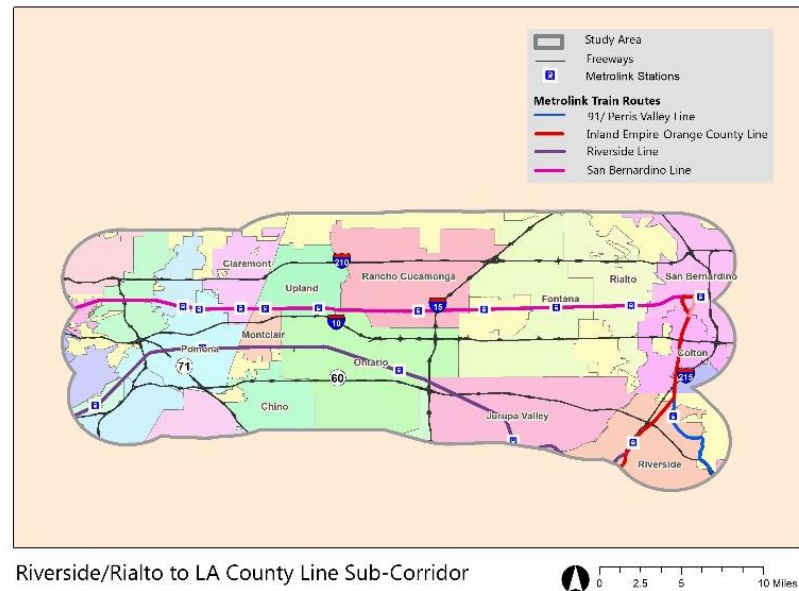 Study Area
Freeways
Metrolink Stations
Metrolink Train Routes
91/ Perris Valley Line
Inland Empire Orange County Line
Riverside Line
San Bernardino Line
Claremont
210
Upland
Rancho Cucamonga
Rialto
San Bernardino
15
Fontana
10
Montclair
Pomona
Colton
71
Ontario
60
215
Chino
Jurupa Valley
Riverside
Riverside/Rialto to LA County Line Sub-Corridor
0 2.5 5 10 Miles